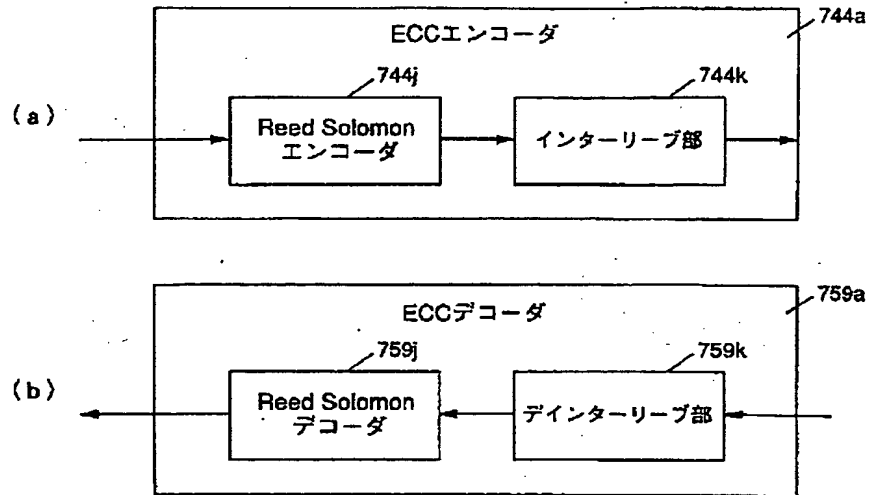 ECCエンコーダ
744a
744j
744k
(a)
Reed Solomon
エンコーダ
インターリーブ部
ECCデコーダ
759a
759j
759k
(b)
Reed Solomon
デコーダ
デインターリーブ部